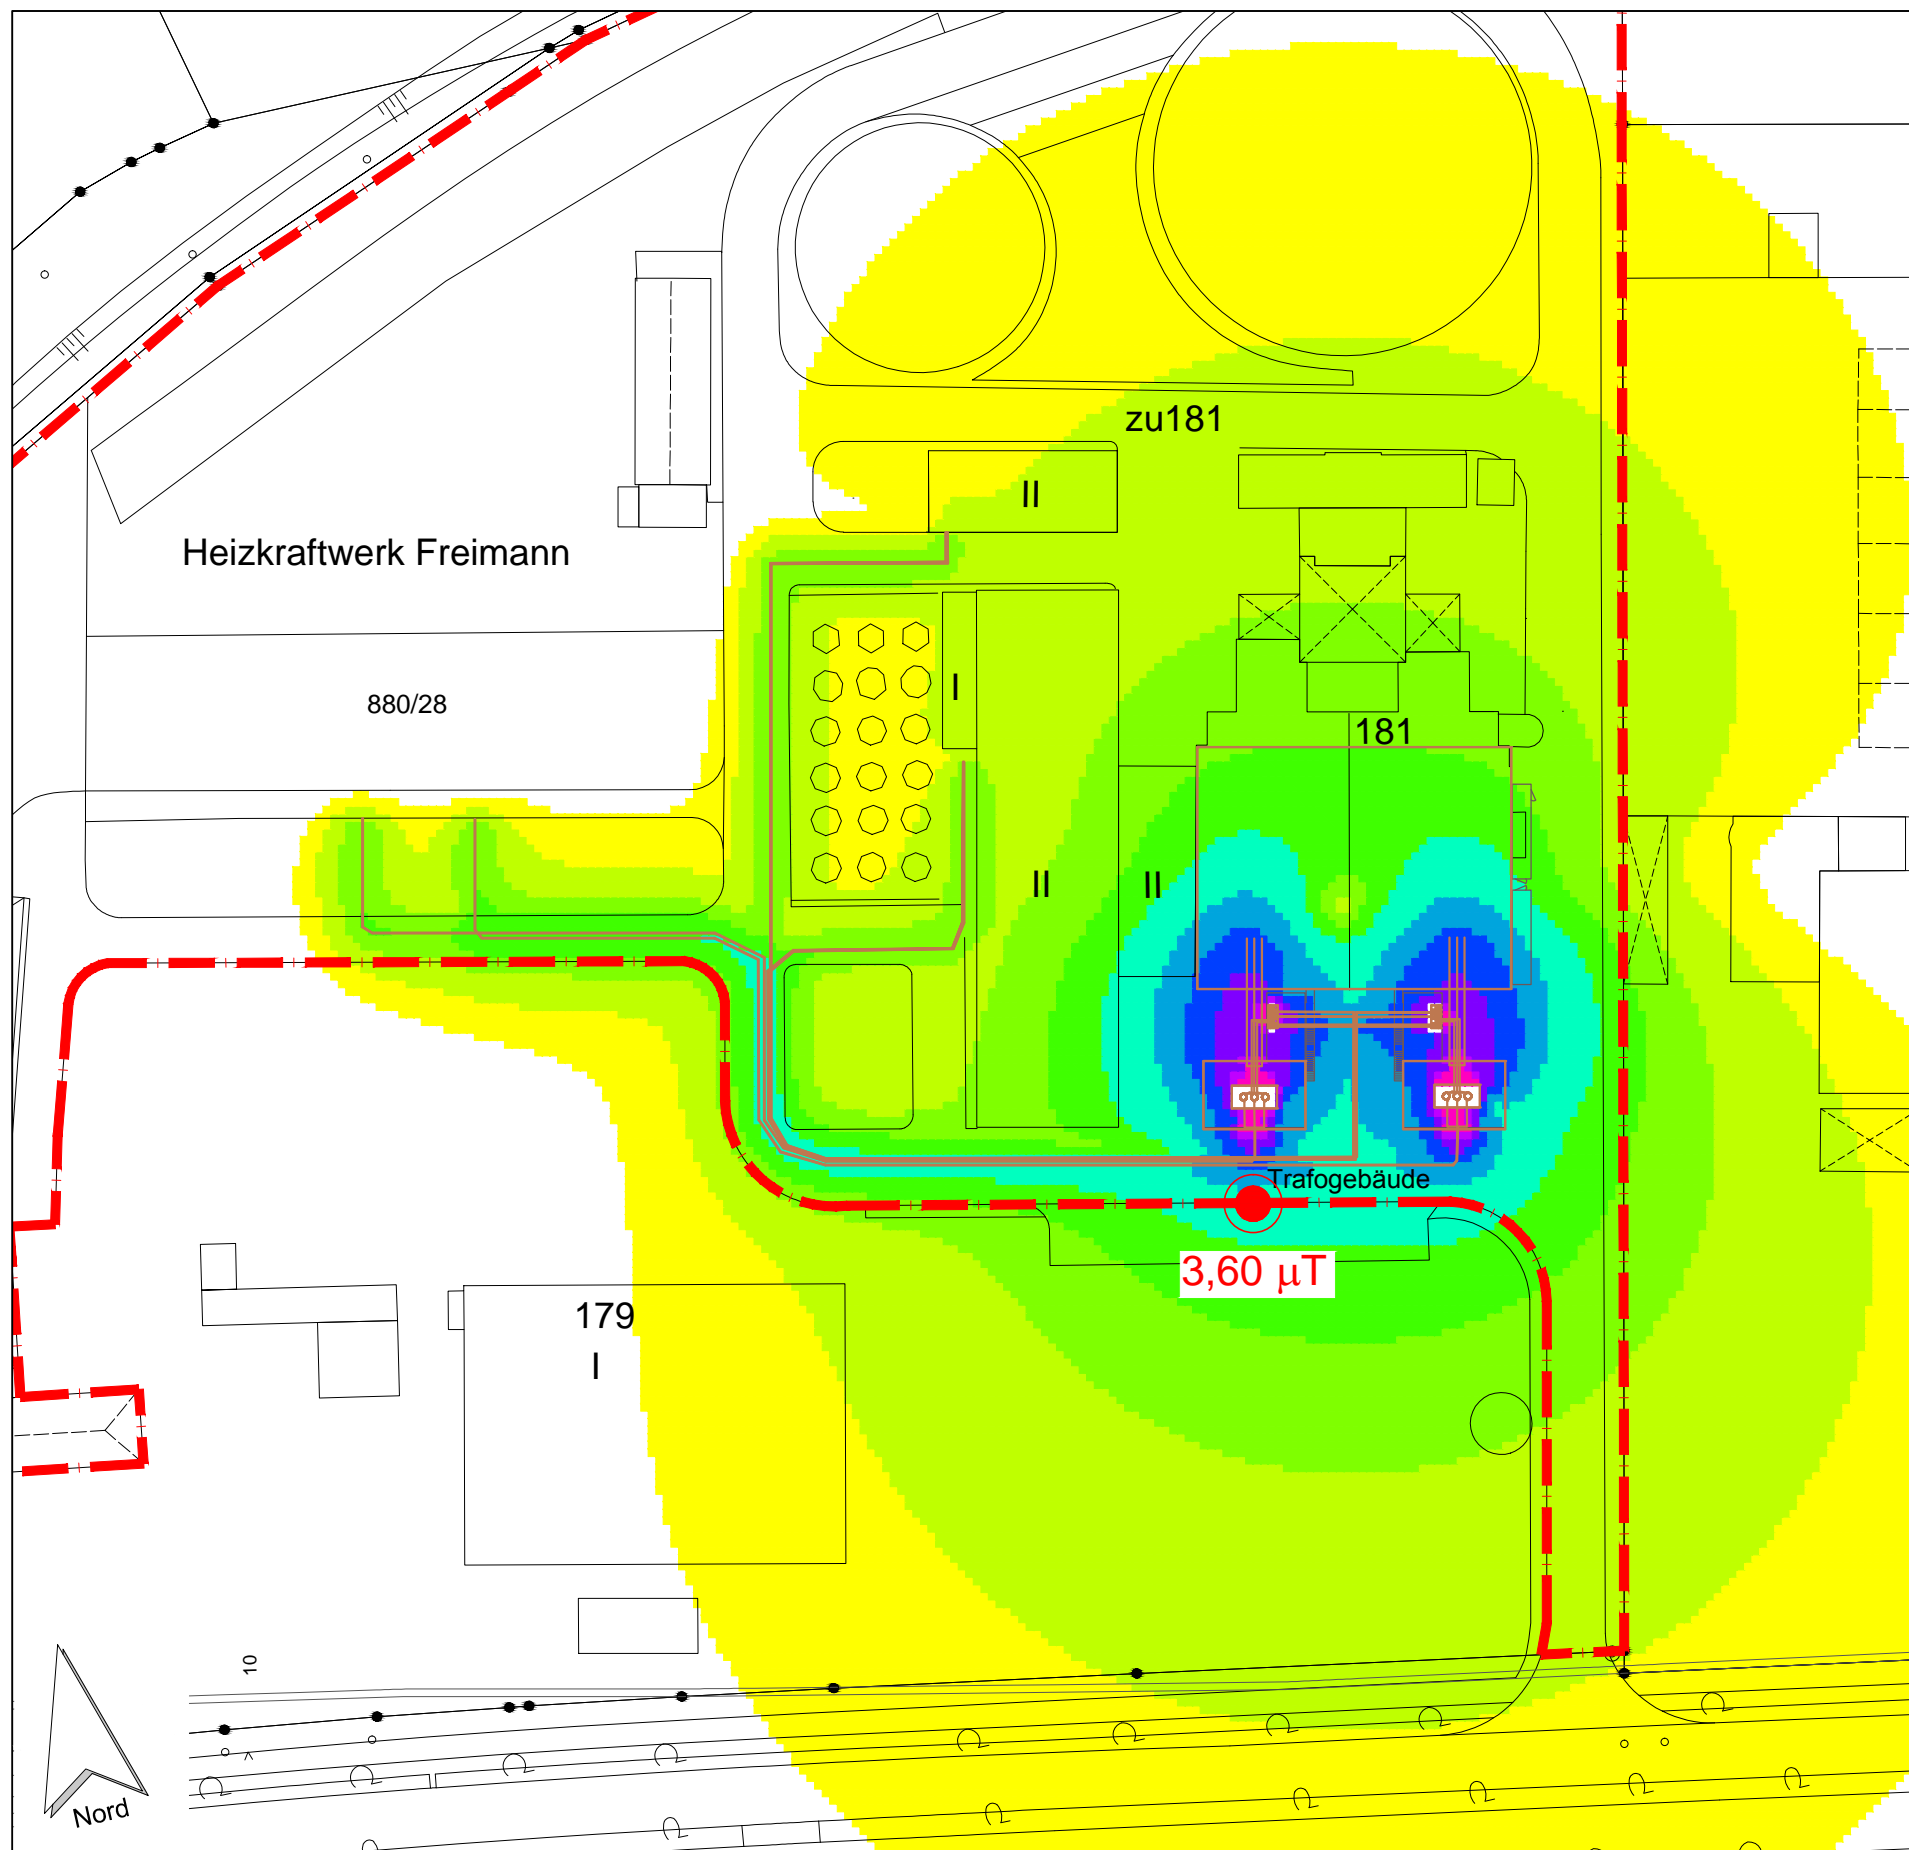 zu181
II
Heizkraftwerk Freimann
I
880/28
181
II
II
Trafogebäude
3,60 µT
179
I
10
Nord